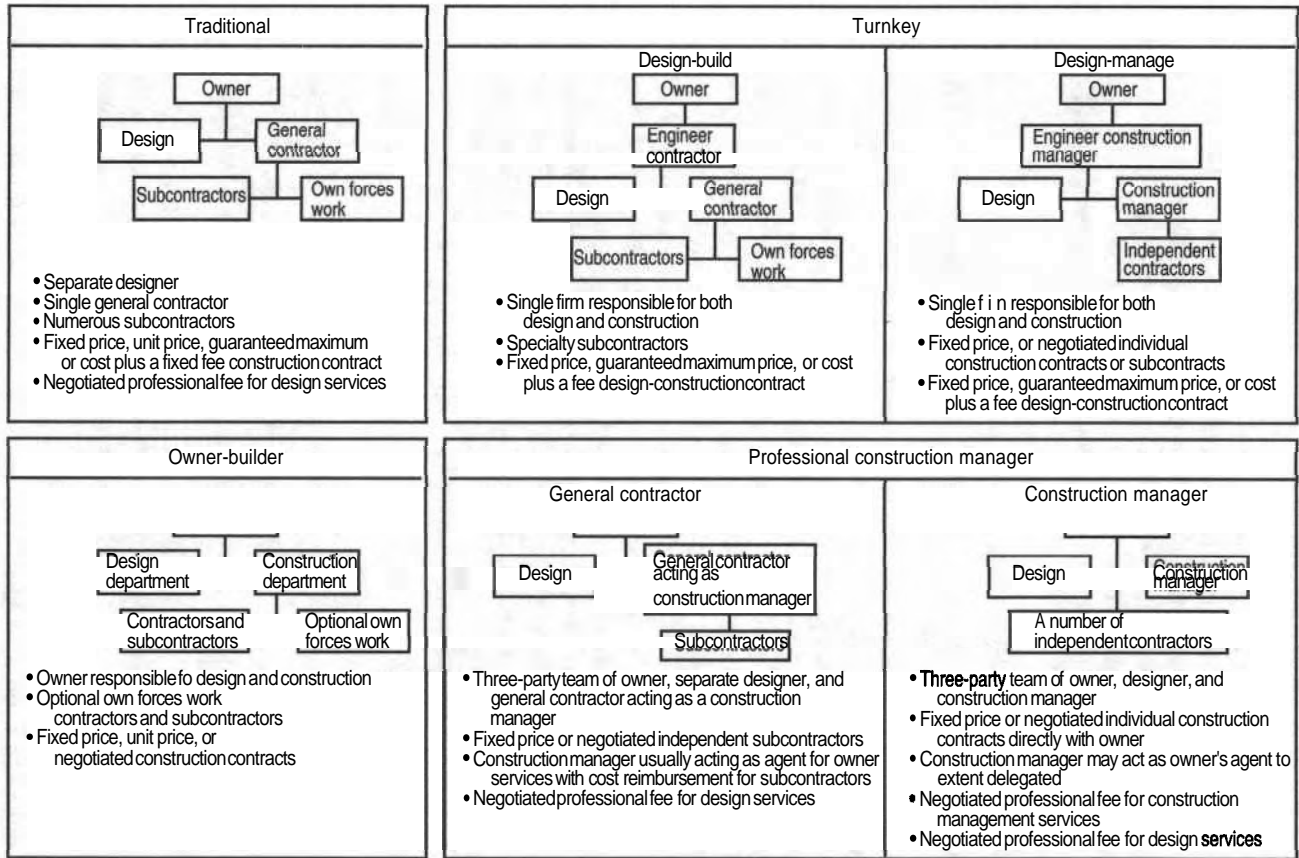 Traditional
Owner
Design
General
contractor
Subcontractors
Own forces
work
• Separate designer
• Single general contractor
• Numerous subcontractors
• Fixed price, unit price, guaranteed maximum
or cost plus a fixed fee construction contract
• Negotiated professional fee for design services
Turnkey
Design-build
Owner
Engineer
contractor
Design
General
contractor
Subcontractors
Own forces
work
• Single firm responsible for both
design and construction
• Specialty subcontractors
• Fixed price, guaranteed maximum price, or cost
plus a fee design-construction contract
Design-manage
Owner
Engineer construction
manager
Design
Construction
manager
Independent
contractors
• Single f i n responsible for both
design and construction
• Fixed price, or negotiated individual
construction contracts or subcontracts
• Fixed price, guaranteed maximum price, or cost
plus a fee design-construction contract
Owner-builder
Design
department
Construction
department
Contractors and
subcontractors
Optional own
forces work
• Owner responsible fo design and construction
• Optional own forces work
contractors and subcontractors
• Fixed price, unit price, or
negotiated construction contracts
Professional construction manager
General contractor
Design
General contractor
acting as
construction manager
Subcontractors
• Three-party team of owner, separate designer, and
general contractor acting as a construction
manager
• Fixed price or negotiated independent subcontractors
• Construction manager usually acting as agent for owner
services with cost reimbursement for subcontractors
• Negotiated professional fee for design services
Construction manager
Design
Construction
manager
A number of
independent contractors
• Three-party team of owner, designer, and
construction manager
• Fixed price or negotiated individual construction
contracts directly with owner
• Construction manager may act as owner's agent to
extent delegated
• Negotiated professional fee for construction
management services
• Negotiated professional fee for design services